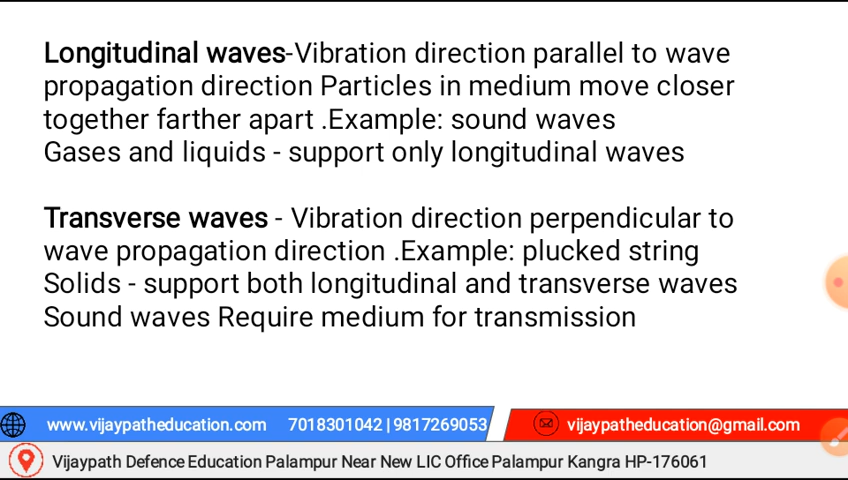 Longitudinal waves-Vibration direction parallel to wave
propagation direction Particles in medium move closer
together farther apart .Example: sound waves
Gases and liquids - support only longitudinal waves
Transverse waves - Vibration direction perpendicular to
wave propagation direction .Example: plucked string
Solids - support both longitudinal and transverse waves
Sound waves Require medium for transmission
www.vijaypatheducation.com 7018301042 | 9817269053 vijaypatheducation@gmail.com
Vijaypath Defence Education Palampur Near New LIC Office Palampur Kangra HP-176061